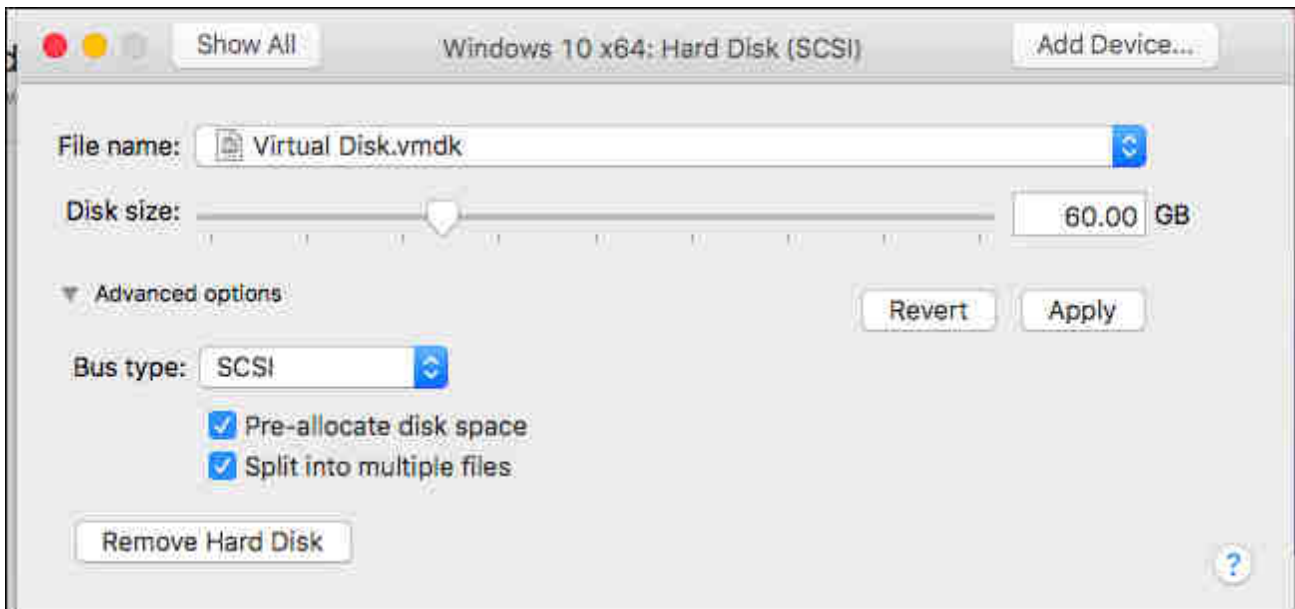 Show All Windows 10 x64: Hard Disk (SCSI) Add Device...
File name: Virtual Disk.vmdk
Disk size: 60.00 GB
Advanced options
Revert Apply
Bus type: SCSI
Pre-allocate disk space
Split into multiple files
Remove Hard Disk
?